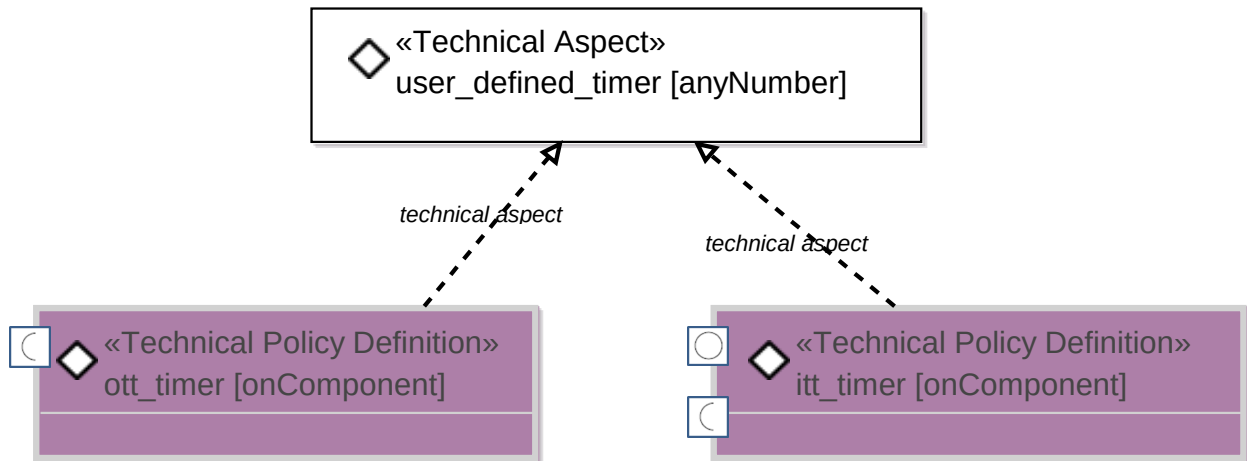 «Technical Aspect»
user_defined_timer [anyNumber]
technical aspect
technical aspect
«Technical Policy Definition»
ott_timer [onComponent]
«Technical Policy Definition»
itt_timer [onComponent]